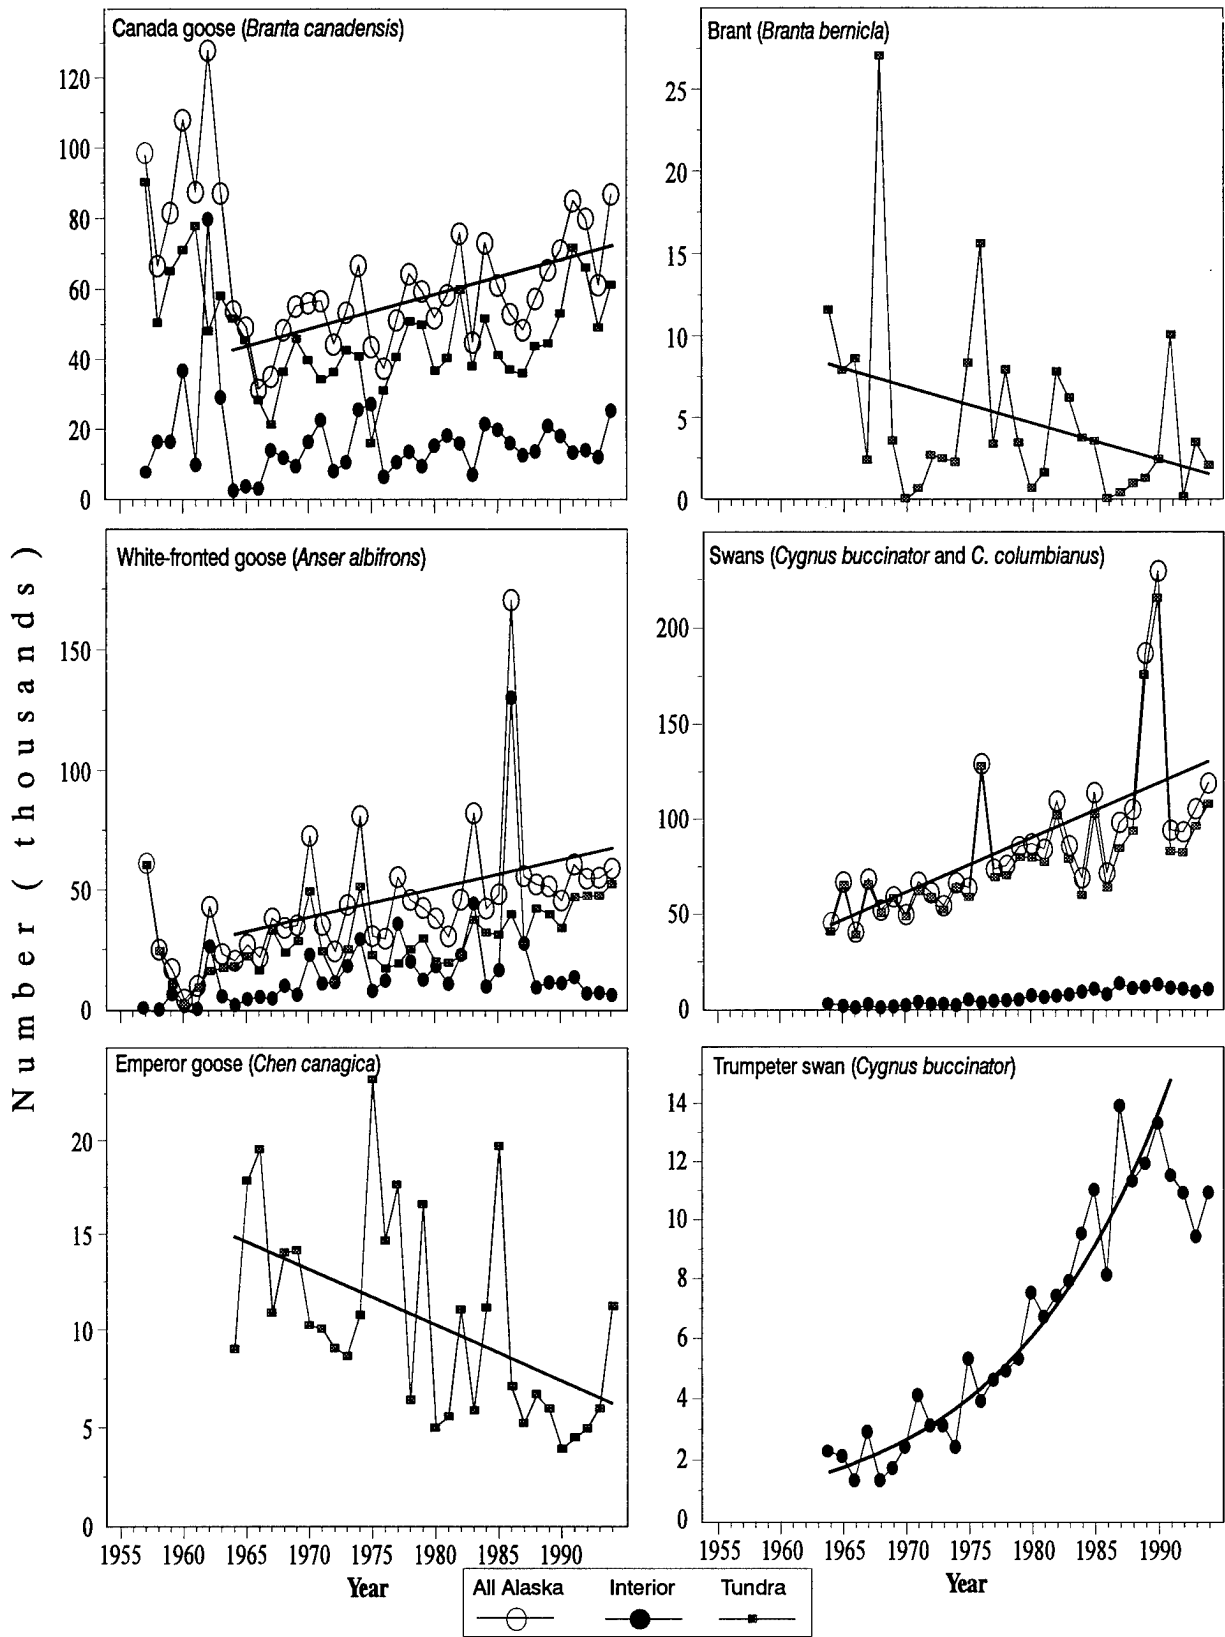 Number (thousands)
Canada goose (Branta canadensis)
120
100
80
60
40
20
0
Brant (Branta bernicla)
25
20
15
10
5
0
White-fronted goose (Anser albifrons)
150
100
50
0
Swans (Cygnus buccinator and C. columbianus)
200
150
100
50
0
Emperor goose (Chen canagica)
20
15
10
5
0
1955 1960 1965 1970 1975 1980 1985 1990
Year
Trumpeter swan (Cygnus buccinator)
14
12
10
8
6
4
2
0
1955 1960 1965 1970 1975 1980 1985 1990
Year
All Alaska Interior Tundra